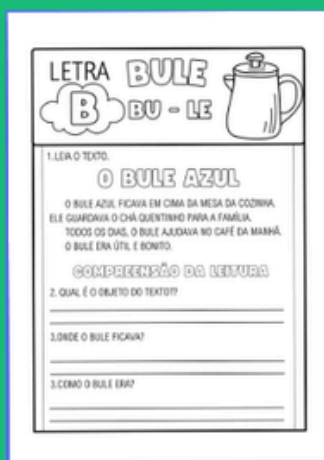 LETRA BULE
B BU - LE
1.LEIA O TEXTO.
O BULE AZUL
O BULE AZUL FICAVA EM CIMA DA MESA DA COZINHA.
ELE GUARDAVA O CHÁ QUENTINHO PARA A FAMÍLIA.
TODOS OS DIAS, O BULE AJUDAVA NO CAFÉ DA MANHÃ.
O BULE ERA ÚTIL E BONITO.
COMPREENSÃO DA LEITURA
2. QUAL É O OBJETO DO TEXTO??
3.ONDE O BULE FICAVA?
3.COMO O BULE ERA?